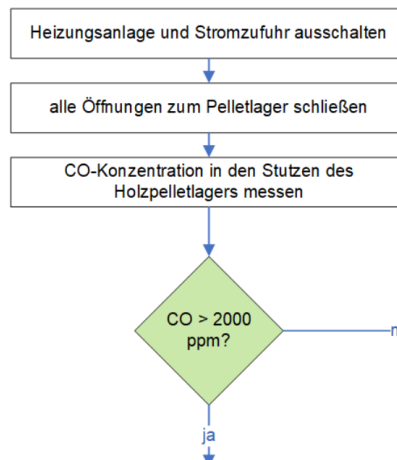 Heizungsanlage und Stromzufuhr ausschalten
alle Öffnungen zum Pelletlager schließen
CO-Konzentration in den Stutzen des
Holzpelletlagers messen
CO > 2000
ppm?
ja